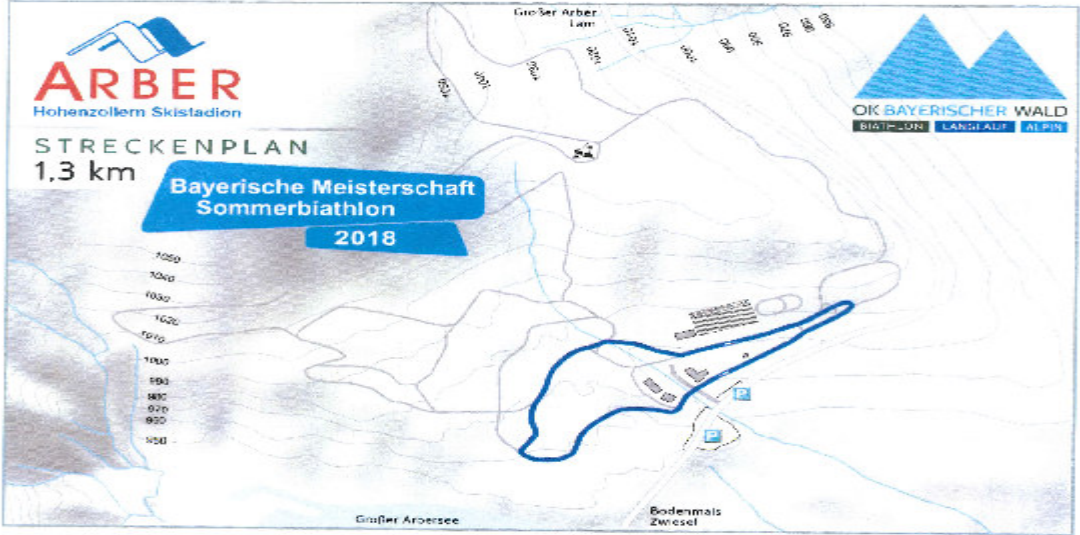 ARBER
Hohenzollern Skistadion
STRECKENPLAN
1,3 km
Bayerische Meisterschaft
Sommerbiathlon
2018
Großer Arber
Lam
OK BAYERISCHER WALD
BIATHLON LANGLAUF ALPIN
1050
1040
1030
1020
1010
1000
990
980
970
960
950
P
P
Großer Arbersee
Bodenmais
Zwiesel